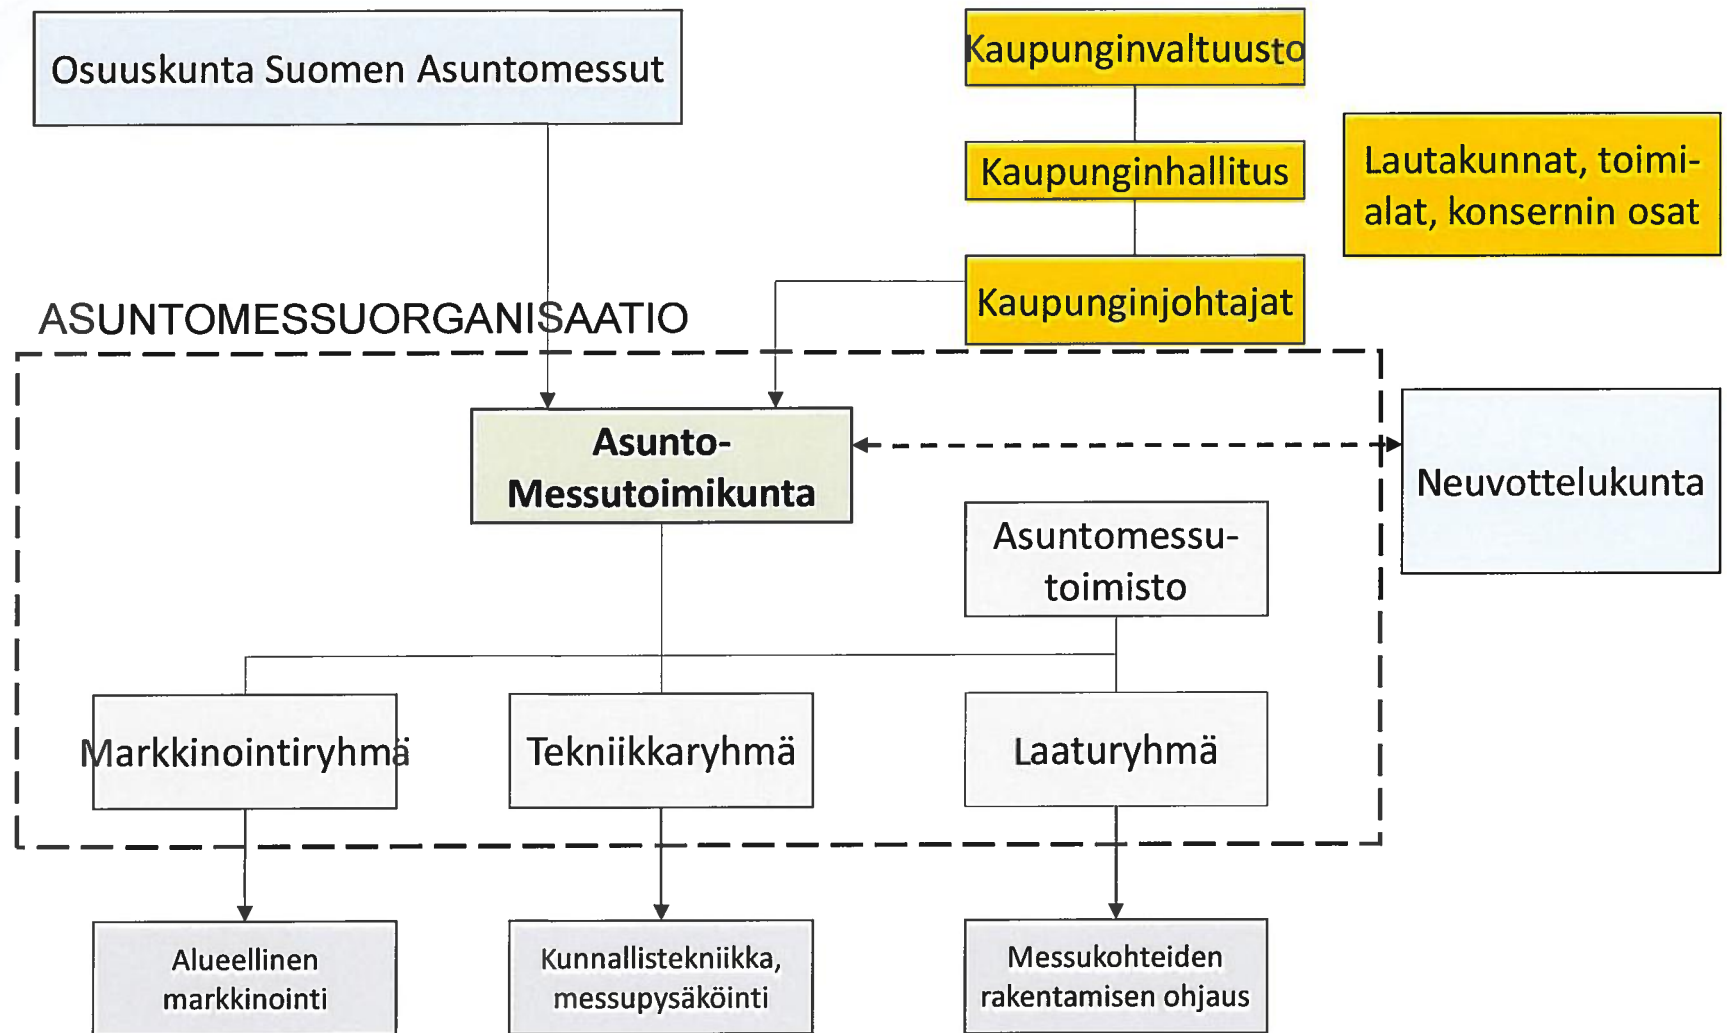 Osuuskunta Suomen Asuntomessut
Kaupunginvaltuusto
Kaupunginhallitus
Lautakunnat, toimi-
alat, konsernin osat
Kaupunginjohtajat
ASUNTOMESSUORGANISAATIO
Asunto-
Messutoimikunta
Neuvottelukunta
Asuntomessu-
toimisto
Markkinointiryhmä
Tekniikkaryhmä
Laaturyhmä
Alueellinen
markkinointi
Kunnallistekniikka,
messupysäköinti
Messukohteiden
rakentamisen ohjaus